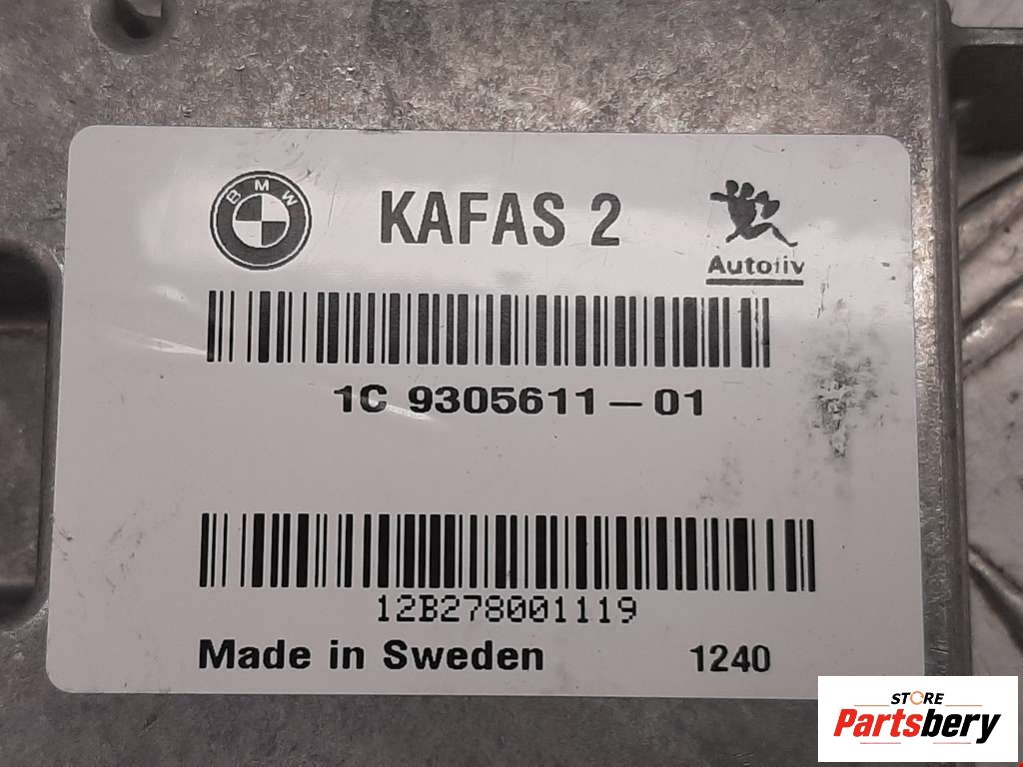 BMW
KAFAS 2
Autoliv
1C 9305611-01
12B278001119
Made in Sweden 1240
STORE
Partsbery